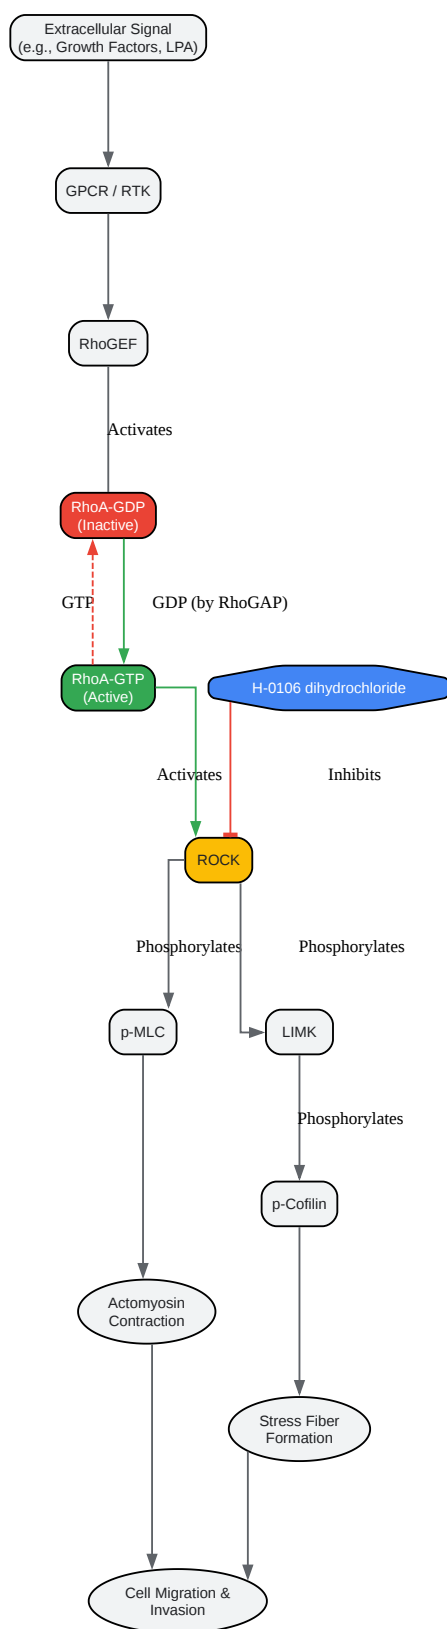 Extracellular Signal
(e.g., Growth Factors, LPA)
GPCR / RTK
RhoGEF
Activates
RhoA-GDP
(Inactive)
GTP
GDP (by RhoGAP)
RhoA-GTP
(Active)
H-0106 dihydrochloride
Activates
Inhibits
ROCK
Phosphorylates
Phosphorylates
p-MLC
LIMK
Phosphorylates
p-Cofilin
Actomyosin
Contraction
Stress Fiber
Formation
Cell Migration &
Invasion